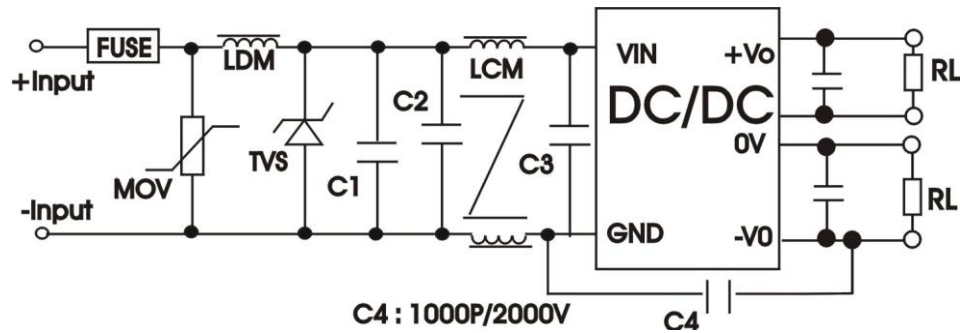 FUSE
+Input
LDM
LCM
VIN
+Vo
RL
C2
DC/DC
TVS
C1
C3
0V
MOV
-Input
GND
-V0
RL
C4 : 1000P/2000V
C4